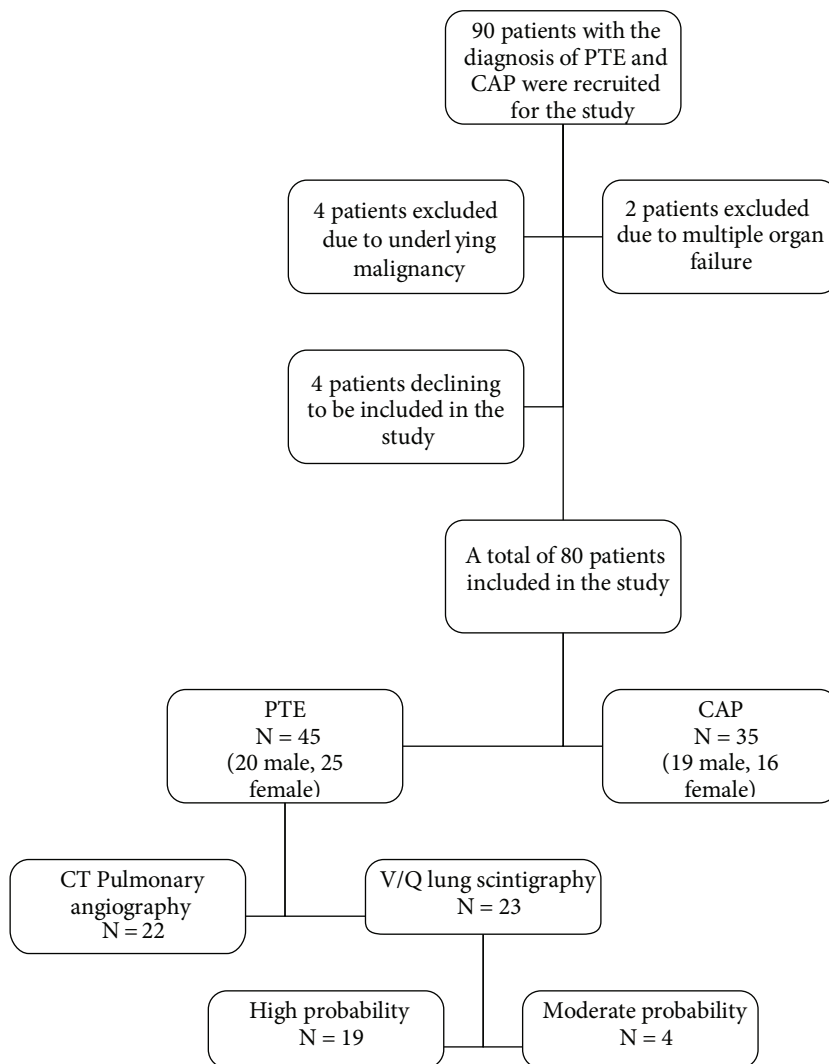 90 patients with the
diagnosis of PTE and
CAP were recruited
for the study
4 patients excluded
due to underl ying
malignancy
2 patients excluded
due to multiple organ
failure
4 patients declining
to be included in the
study
A total of 80 patients
included in the study
PTE
N = 45
(20 male, 25
female)
CAP
N = 35
(19 male, 16
female)
CT Pulmonary
angiography
N = 22
V/Q lung scintigraphy
N = 23
High probability
N = 19
Moderate probability
N = 4